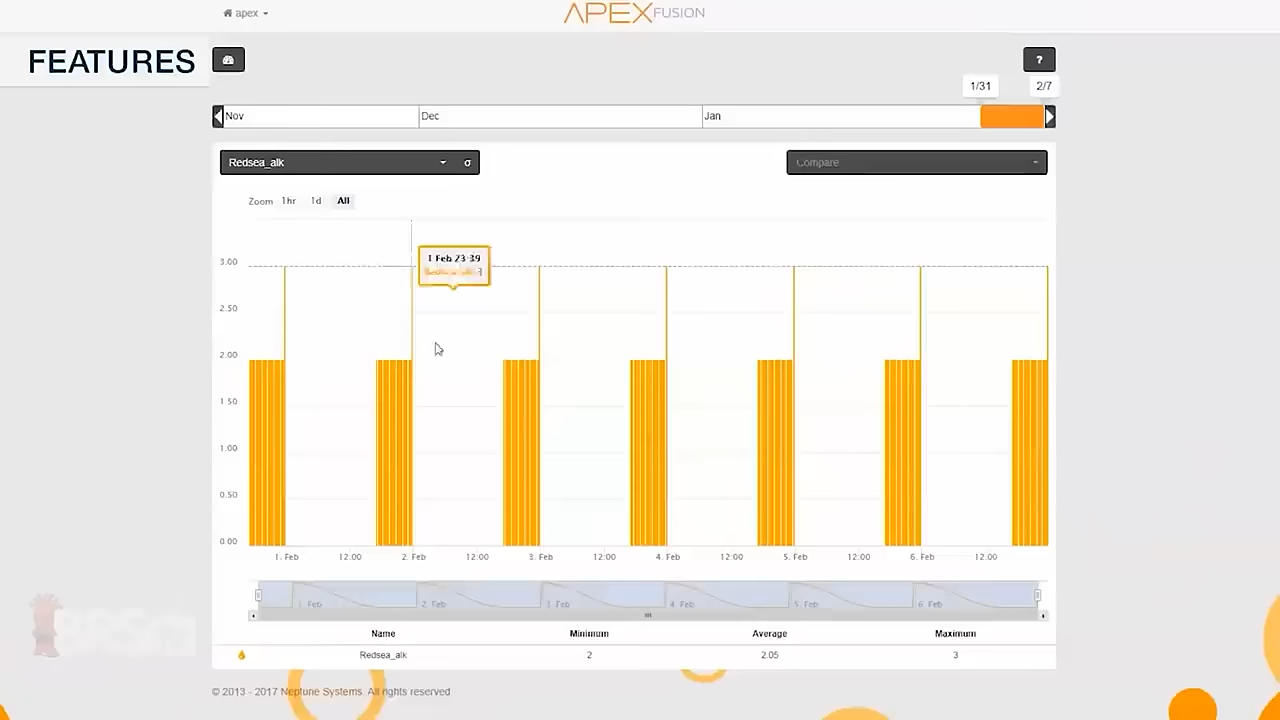 apex
APEX FUSION
FEATURES
?
1/31
2/7
Nov
Dec
Jan
Redsea_alk
σ
Compare
Zoom 1hr 1d All
1 Feb 23:39
3.00
2.50
2.00
1.50
1.00
0.50
0.00
1. Feb 12:00 2. Feb 12:00 3. Feb 12:00 4. Feb 12:00 5. Feb 12:00 6. Feb 12:00
1. Feb 2. Feb 3. Feb 4. Feb 5. Feb 6. Feb
Name Minimum Average Maximum
Redsea_alk 2 2.05 3
© 2013 - 2017 Neptune Systems. All rights reserved